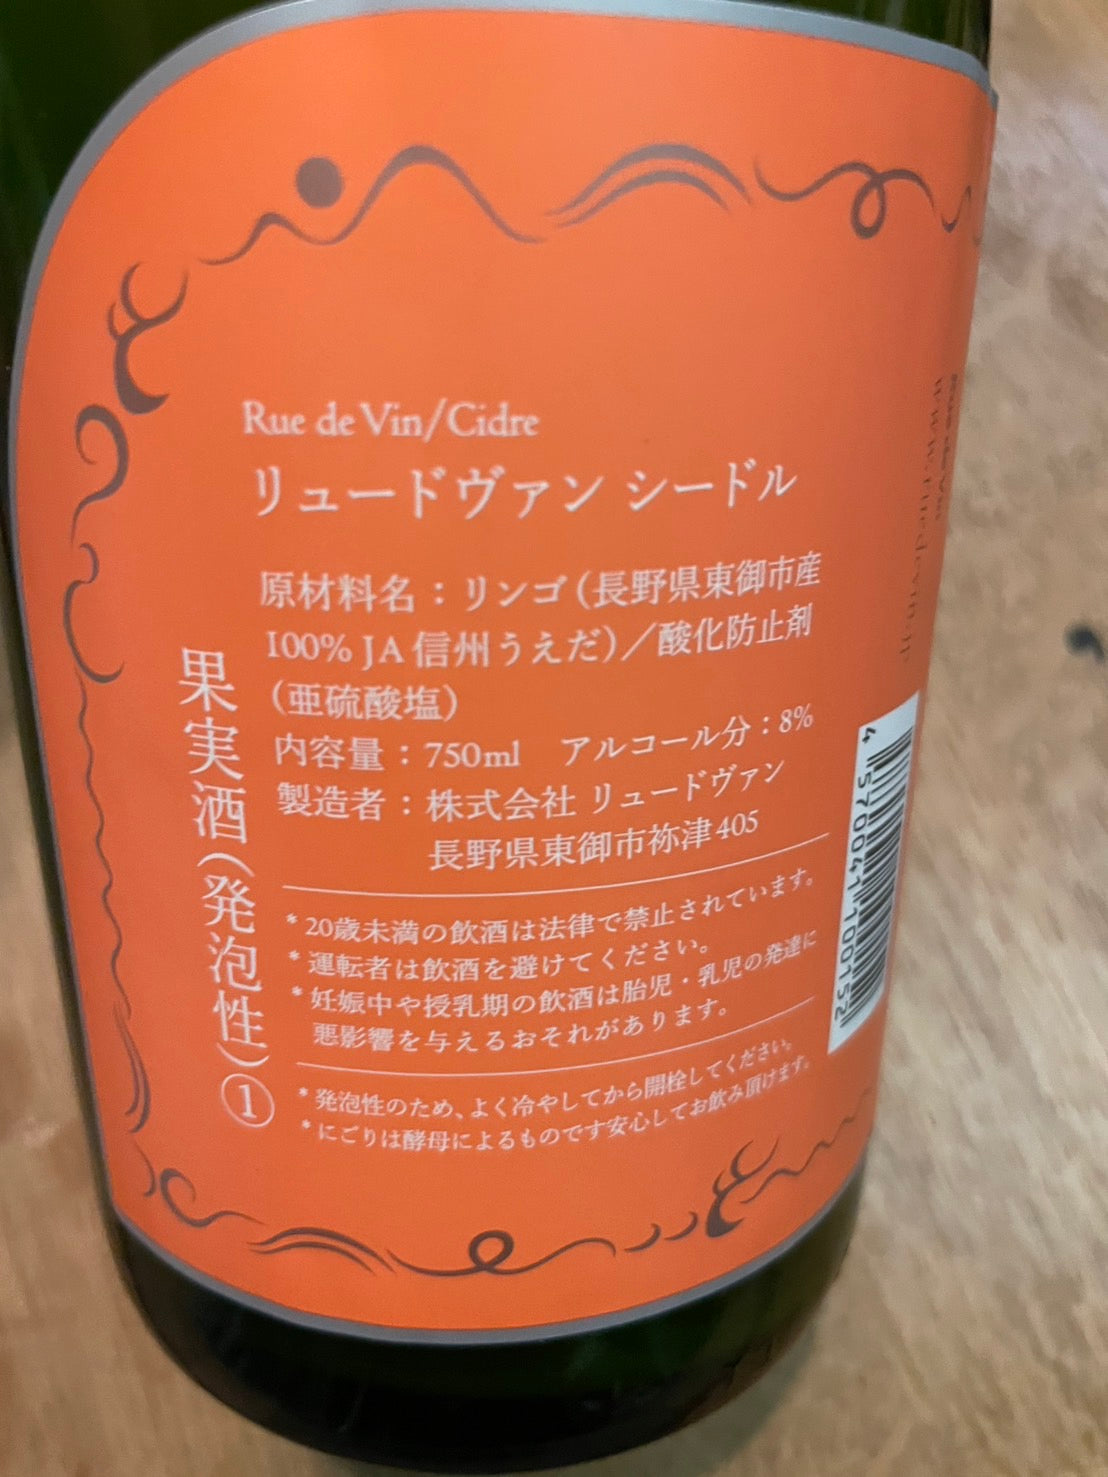 Rue de Vin/Cidre
リュードヴァン シードル
原材料名：リンゴ（長野県東御市産
100% JA信州うえだ）／酸化防止剤
（亜硫酸塩）
内容量：750ml　アルコール分：8%
製造者：株式会社 リュードヴァン
長野県東御市祢津405
果実酒（発泡性）①
*20歳未満の飲酒は法律で禁止されています。
*運転者は飲酒を避けてください。
*妊娠中や授乳期の飲酒は胎児・乳児の発達に
悪影響を与えるおそれがあります。
*発泡性のため、よく冷やしてから開栓してください。
*にごりは酵母によるものです安心してお飲み頂けます。
4570041100152